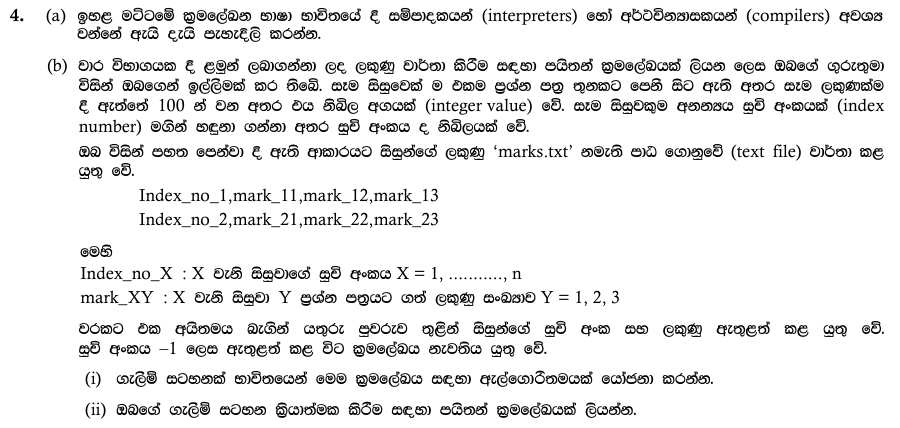 4. (a) ඉහළ මට්ටමේ ක්‍රමලේඛන භාෂා භාවිතයේ දී සම්පාදකයන් (interpreters) හෝ අර්ථවින්‍යාසකයන් (compilers) අවශ්‍ය
වන්නේ ඇයි දැයි පැහැදිලි කරන්න.
(b) වාර විභාගයක දී ළමුන් ලබාගන්නා ලද ලකුණු වාර්තා කිරීම සඳහා පයිතන් ක්‍රමලේඛයක් ලියන ලෙස ඔබගේ ගුරුතුමා
විසින් ඔබගෙන් ඉල්ලීමක් කර තිබේ. සෑම සිසුවෙක් ම එකම ප්‍රශ්න පත්‍ර තුනකට පෙනී සිට ඇති අතර සෑම ලකුණක්ම
දී ඇත්තේ 100 න් වන අතර එය නිඛිල අගයක් (integer value) වේ. සෑම සිසුවකුම අනන්‍යය සූචි අංකයක් (index
number) මගින් හඳුනා ගන්නා අතර සූචි අංකය ද නිඛිලයක් වේ.
ඔබ විසින් පහත පෙන්වා දී ඇති ආකාරයට සිසුන්ගේ ලකුණු ‘marks.txt’ නමැති පාඨ ගොනුවේ (text file) වාර්තා කළ
යුතු වේ.
Index_no_1,mark_11,mark_12,mark_13
Index_no_2,mark_21,mark_22,mark_23
මෙහි
Index_no_X : X වැනි සිසුවාගේ සූචි අංකය X = 1, ..........., n
mark_XY : X වැනි සිසුවා Y ප්‍රශ්න පත්‍රයට ගත් ලකුණු සංඛ්‍යාව Y = 1, 2, 3
වරකට එක අයිතමය බැගින් යතුරු පුවරුව තුළින් සිසුන්ගේ සූචි අංක සහ ලකුණු ඇතුළත් කළ යුතු වේ.
සූචි අංකය –1 ලෙස ඇතුළත් කළ විට ක්‍රමලේඛය නැවතිය යුතු වේ.
(i) ගැලීම් සටහනක් භාවිතයෙන් මෙම ක්‍රමලේඛය සඳහා ඇල්ගොරිතමයක් යෝජනා කරන්න.
(ii) ඔබගේ ගැලීම් සටහන ක්‍රියාත්මක කිරීම සඳහා පයිතන් ක්‍රමලේඛයක් ලියන්න.